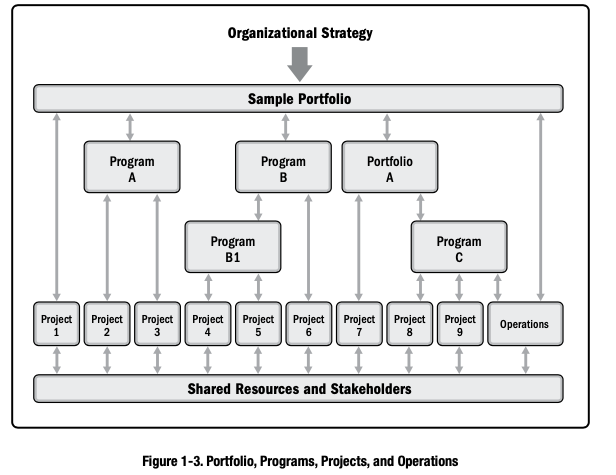 Organizational Strategy
Sample Portfolio
Program
A
Program
B
Portfolio
A
Program
B1
Program
C
Project
1
Project
2
Project
3
Project
4
Project
5
Project
6
Project
7
Project
8
Project
9
Operations
Shared Resources and Stakeholders
Figure 1-3. Portfolio, Programs, Projects, and Operations